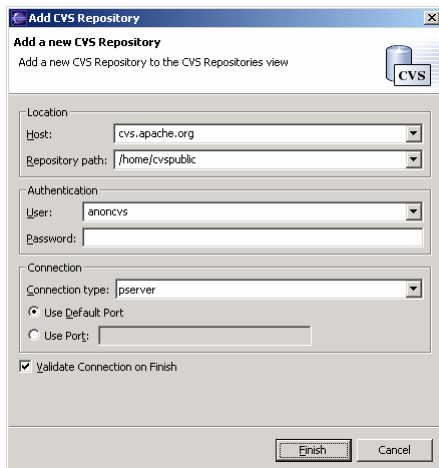 Add CVS Repository
Add a new CVS Repository
Add a new CVS Repository to the CVS Repositories view
CVS
Location
Host: cvs.apache.org
Repository path: /home/cvspublic
Authentication
User: anoncvs
Password:
Connection
Connection type: pserver
Use Default Port
Use Port:
Validate Connection on Finish
Finish Cancel